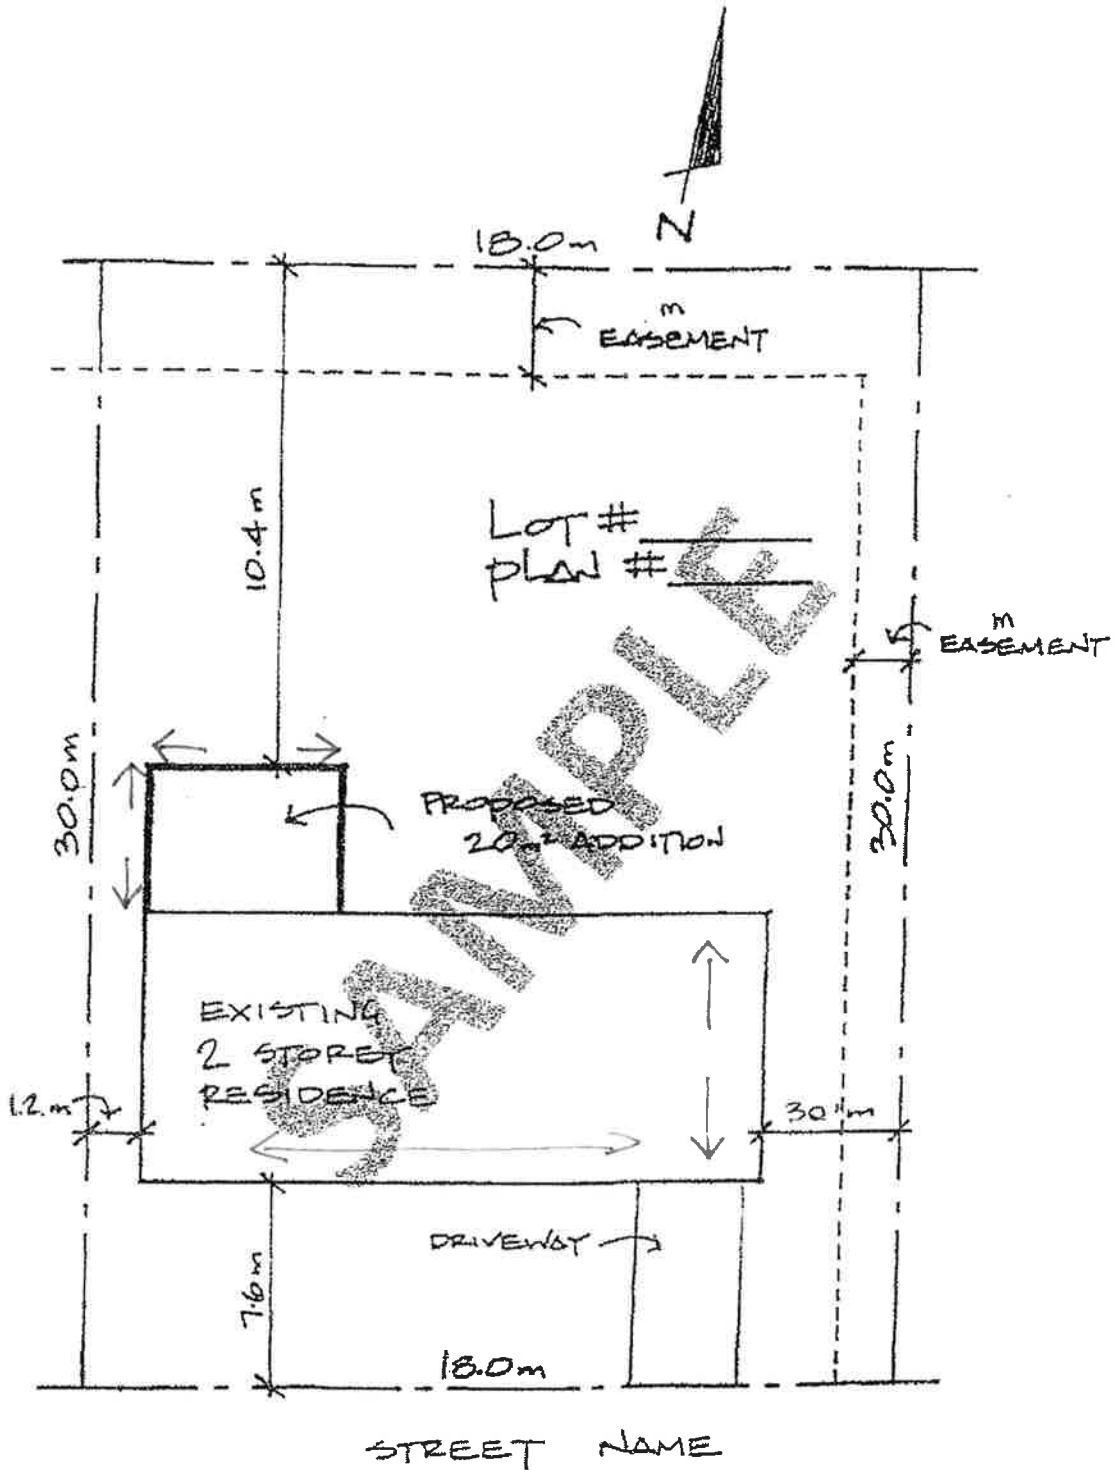 N
18.0m
m
EASEMENT
10.4m
LOT #
PLAN #
m
EASEMENT
30.0m
30.0m
PROPOSED
20m² ADDITION
EXISTING
2 STOREY
RESIDENCE
1.2.m
30"m
DRIVEWAY
7.6m
18.0m
STREET NAME
SAMPLE